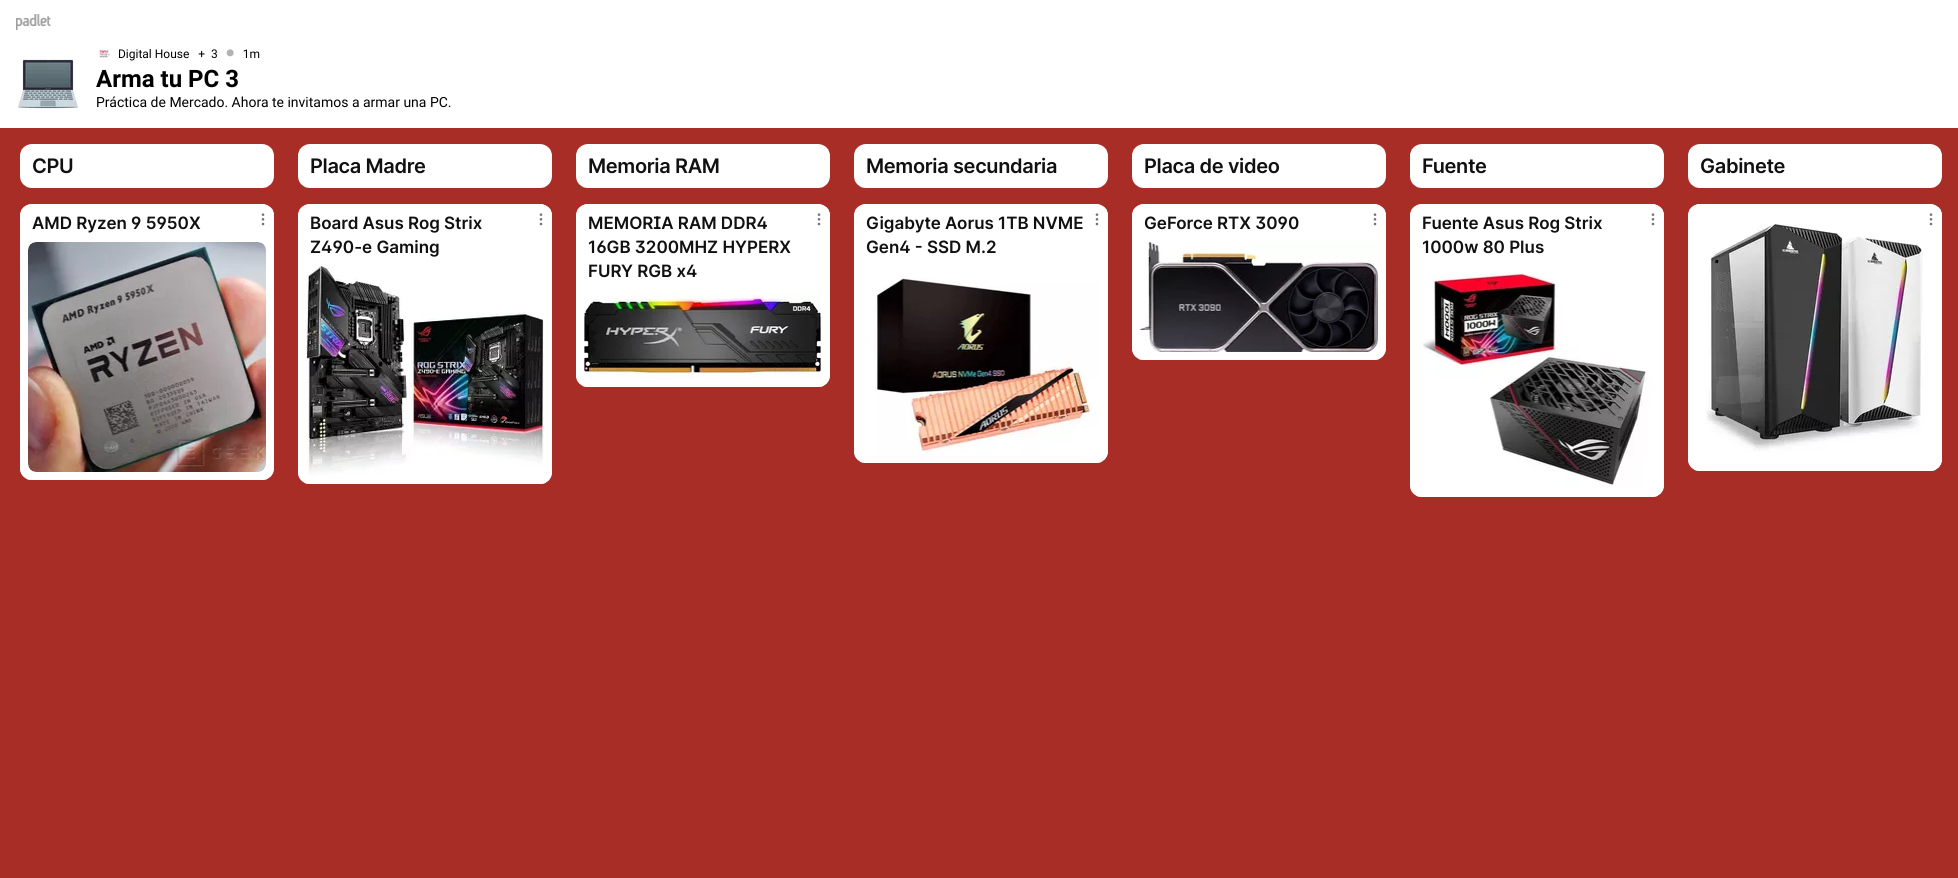 padlet
Digital House + 3 1m
Arma tu PC 3
Práctica de Mercado. Ahora te invitamos a armar una PC.
CPU
AMD Ryzen 9 5950X
AMD Ryzen 9 5950X
AMD
RYZEN
Placa Madre
Board Asus Rog Strix
Z490-e Gaming
ROG STRIX
Z490-E GAMING
Memoria RAM
MEMORIA RAM DDR4
16GB 3200MHZ HYPERX
FURY RGB x4
DDR4
HYPERX FURY
Memoria secundaria
Gigabyte Aorus 1TB NVME
Gen4 - SSD M.2
AORUS
AORUS NVMe Gen4 SSD
AORUS
Placa de video
GeForce RTX 3090
RTX 3090
Fuente
Fuente Asus Rog Strix
1000w 80 Plus
ROG STRIX
1000W
Gabinete